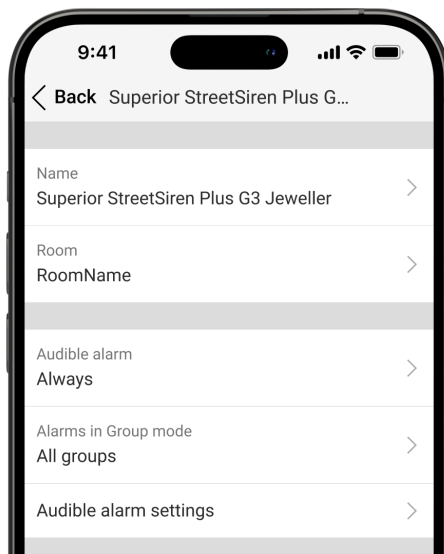 9:41
Back Superior StreetSiren Plus G...
Name
Superior StreetSiren Plus G3 Jeweller
Room
RoomName
Audible alarm
Always
Alarms in Group mode
All groups
Audible alarm settings